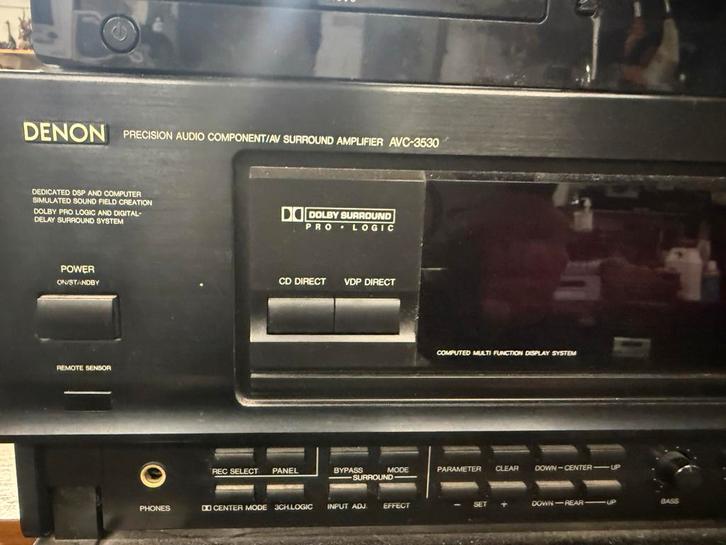 DENON PRECISION AUDIO COMPONENT/AV SURROUND AMPLIFIER AVC-3530
DEDICATED DSP AND COMPUTER
SIMULATED SOUND FIELD CREATION
DOLBY PRO LOGIC AND DIGITAL-
DELAY SURROUND SYSTEM
DOLBY SURROUND
PRO • LOGIC
POWER
ON/STANDBY
CD DIRECT VDP DIRECT
COMPUTED MULTI FUNCTION DISPLAY SYSTEM
REMOTE SENSOR
REC SELECT PANEL BYPASS MODE PARAMETER CLEAR DOWN — CENTER — UP
SURROUND
PHONES CENTER MODE 3CH.LOGIC INPUT ADJ. EFFECT − SET + DOWN — REAR — UP BASS